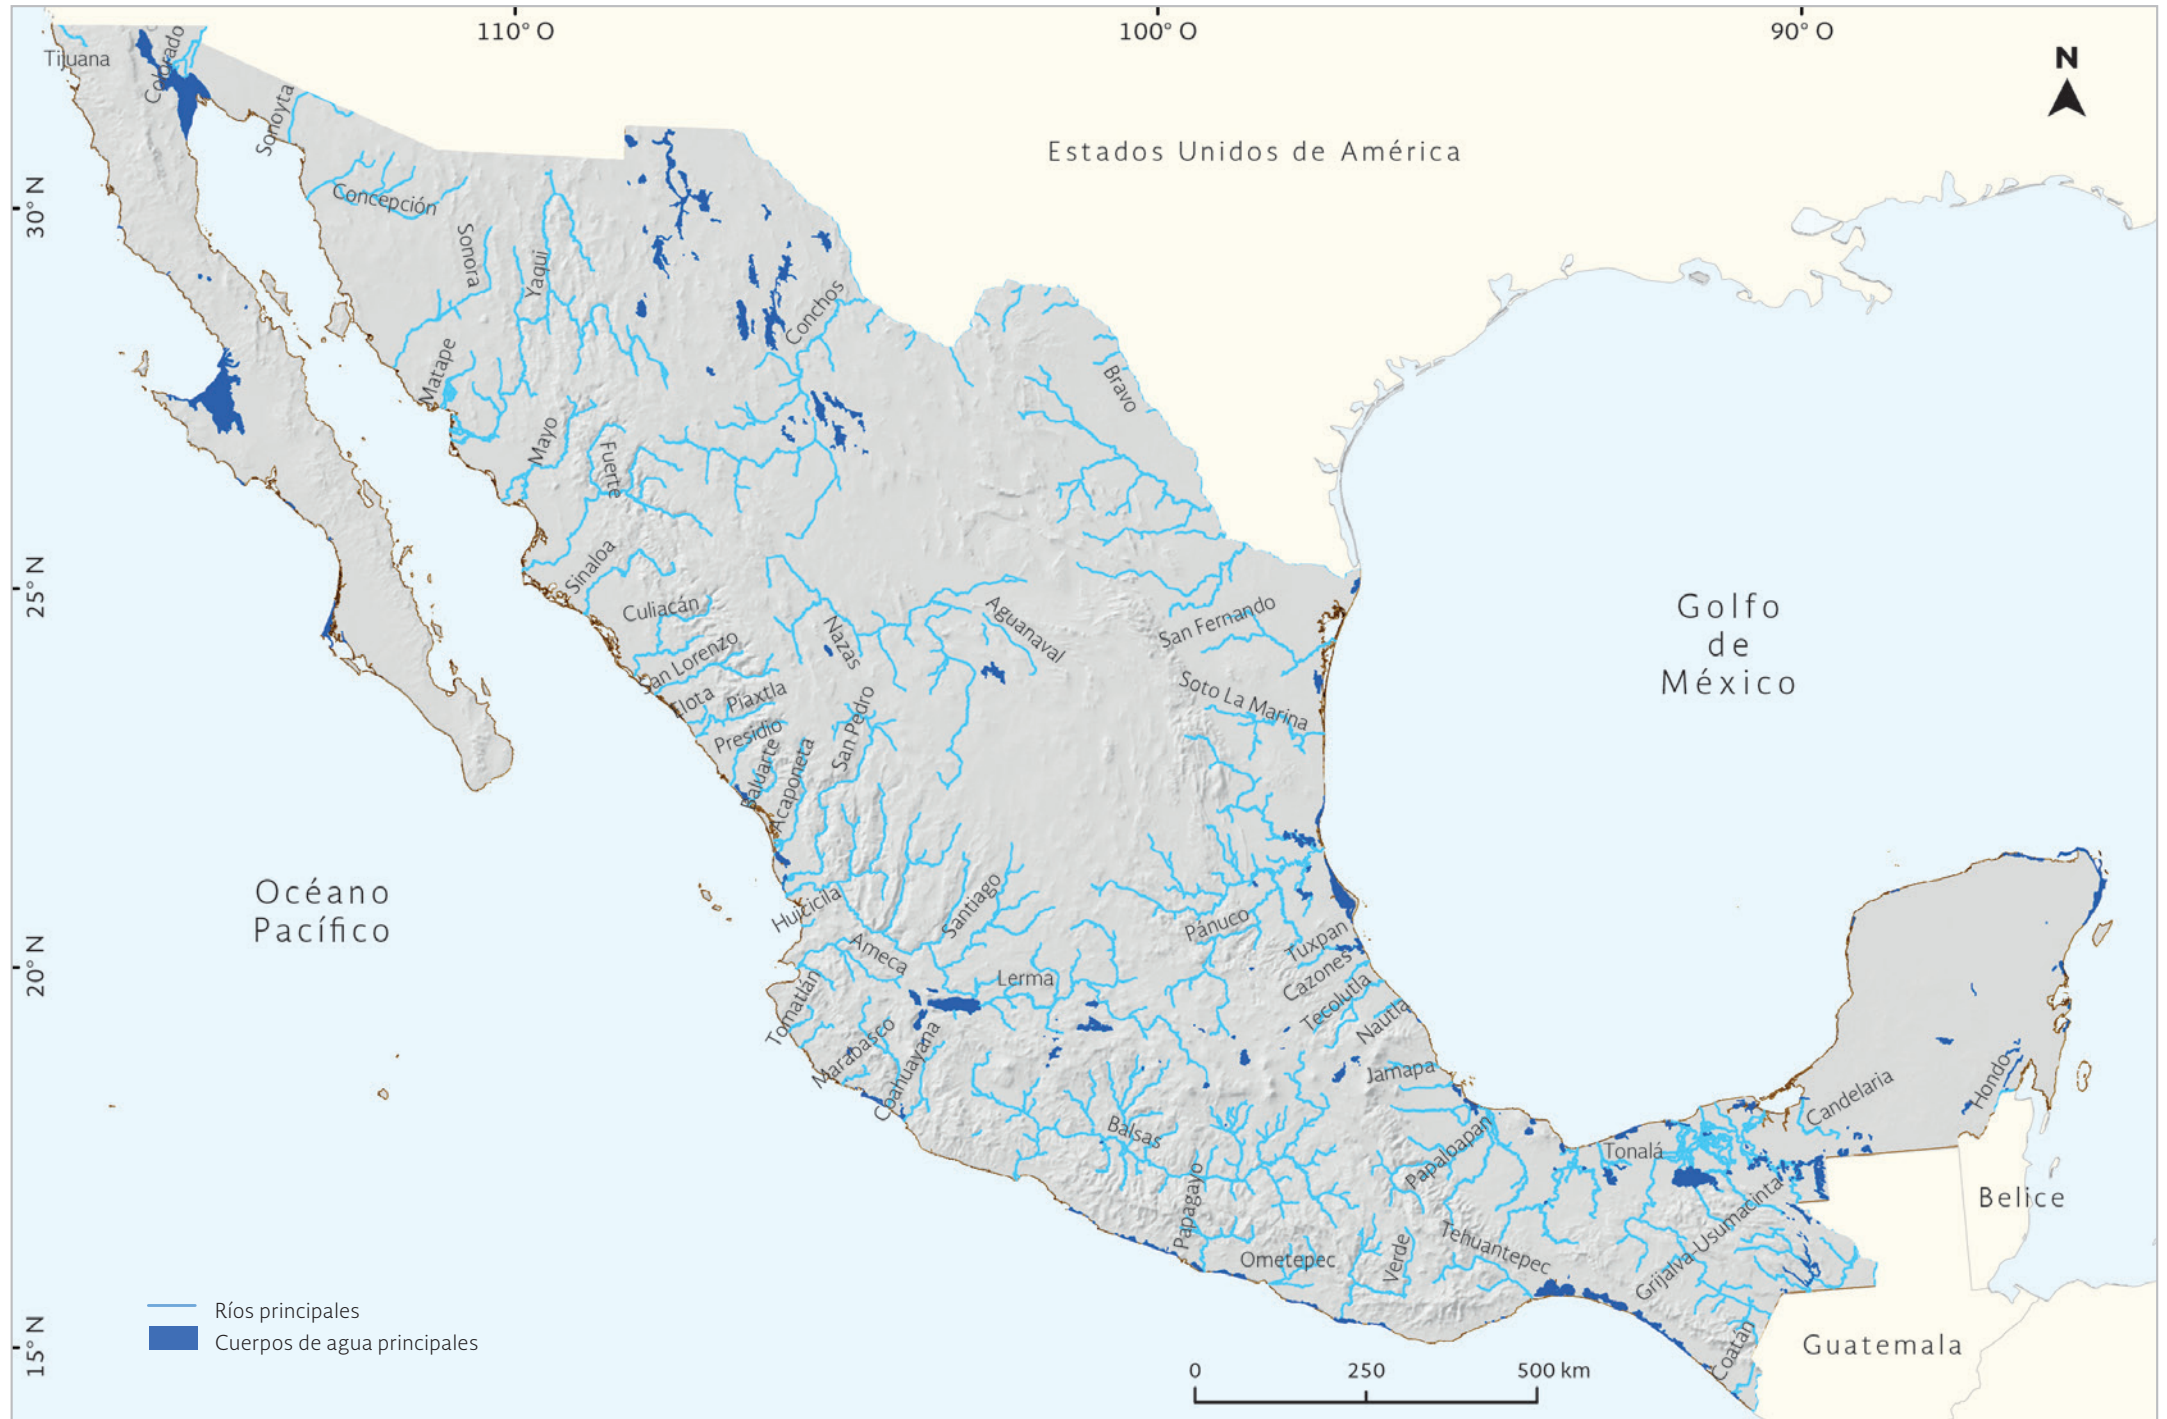 110° O
100° O
90° O
N
Tijuana
Colorado
Sonoyta
Estados Unidos de América
30° N
Concepción
Sonora
Yaqui
Conchos
Matape
Bravo
Mayo
Fuerte
25° N
Sinaloa
Culiacán
Nazas
Aguanaval
San Fernando
Golfo
de
México
San Lorenzo
Elota
Piaxtla
San Pedro
Soto La Marina
Presidio
Baluarte
Acaponeta
Océano
Pacífico
Huicicila
Santiago
Pánuco
Tuxpan
20° N
Ameca
Lerma
Cazones
Tecolutla
Nautla
Tomatlán
Marabasco
Coahuayana
Jamapa
Candelaria
Hondo
Balsas
Papaloapan
Tonalá
Papagayo
Belice
Ometepec
Verde
Tehuantepec
Grijalva-Usumacinta
Ríos principales
Cuerpos de agua principales
15° N
Coatán
Guatemala
0 250 500 km